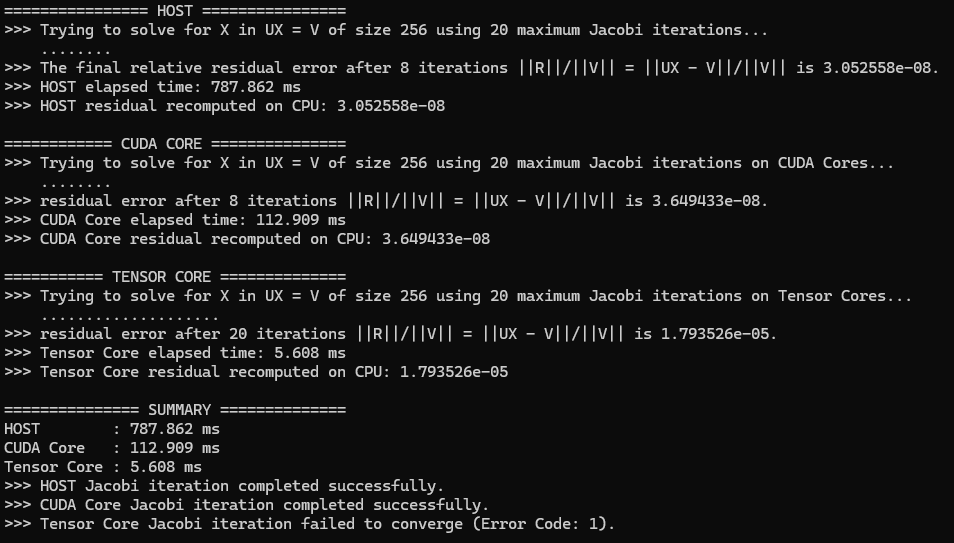 ================ HOST ================
>>> Trying to solve for X in UX = V of size 256 using 20 maximum Jacobi iterations...
    ........
>>> The final relative residual error after 8 iterations ||R||/||V|| = ||UX - V||/||V|| is 3.052558e-08.
>>> HOST elapsed time: 787.862 ms
>>> HOST residual recomputed on CPU: 3.052558e-08

============ CUDA CORE ===============
>>> Trying to solve for X in UX = V of size 256 using 20 maximum Jacobi iterations on CUDA Cores...
    ........
>>> residual error after 8 iterations ||R||/||V|| = ||UX - V||/||V|| is 3.649433e-08.
>>> CUDA Core elapsed time: 112.909 ms
>>> CUDA Core residual recomputed on CPU: 3.649433e-08

=========== TENSOR CORE ==============
>>> Trying to solve for X in UX = V of size 256 using 20 maximum Jacobi iterations on Tensor Cores...
    ....................
>>> residual error after 20 iterations ||R||/||V|| = ||UX - V||/||V|| is 1.793526e-05.
>>> Tensor Core elapsed time: 5.608 ms
>>> Tensor Core residual recomputed on CPU: 1.793526e-05

=============== SUMMARY ==============
HOST        : 787.862 ms
CUDA Core   : 112.909 ms
Tensor Core : 5.608 ms
>>> HOST Jacobi iteration completed successfully.
>>> CUDA Core Jacobi iteration completed successfully.
>>> Tensor Core Jacobi iteration failed to converge (Error Code: 1).